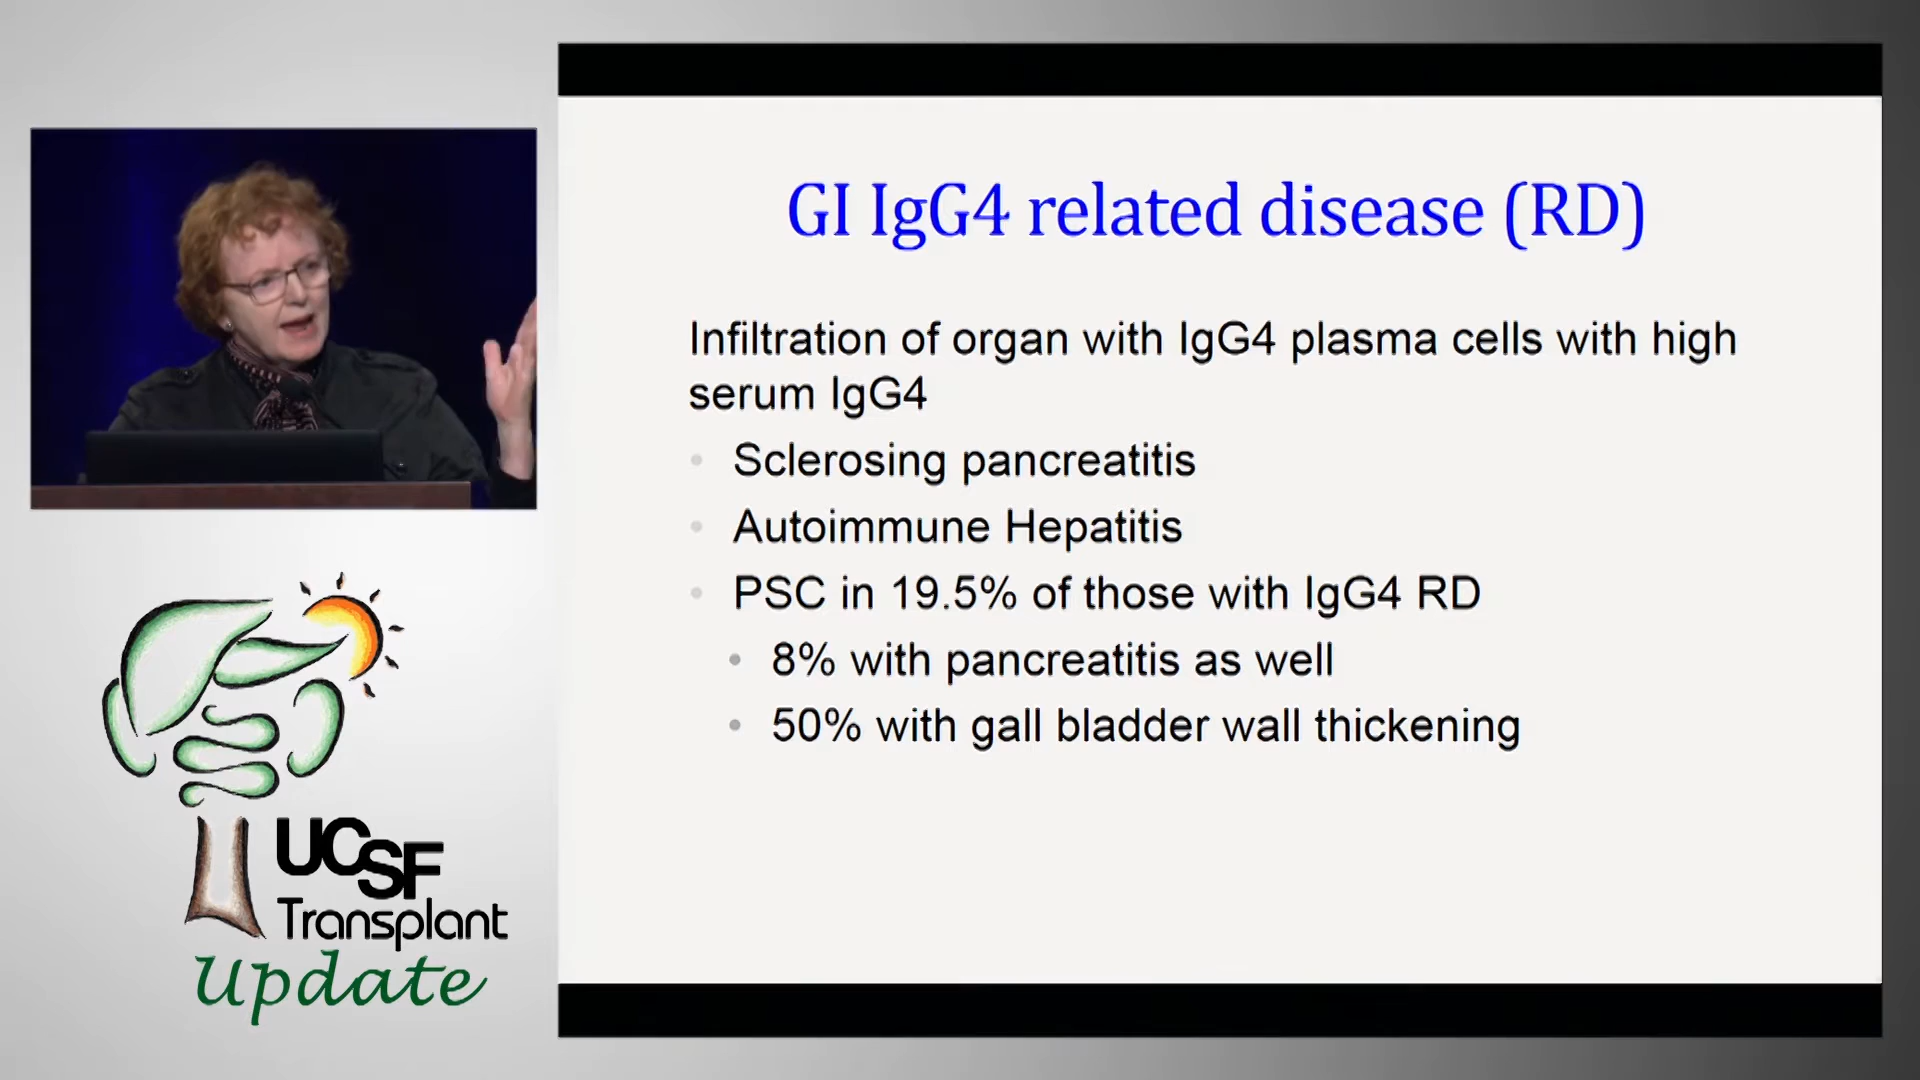 GI IgG4 related disease (RD)
Infiltration of organ with IgG4 plasma cells with high
serum IgG4
• Sclerosing pancreatitis
• Autoimmune Hepatitis
• PSC in 19.5% of those with IgG4 RD
• 8% with pancreatitis as well
• 50% with gall bladder wall thickening
UCSF
Transplant
Update